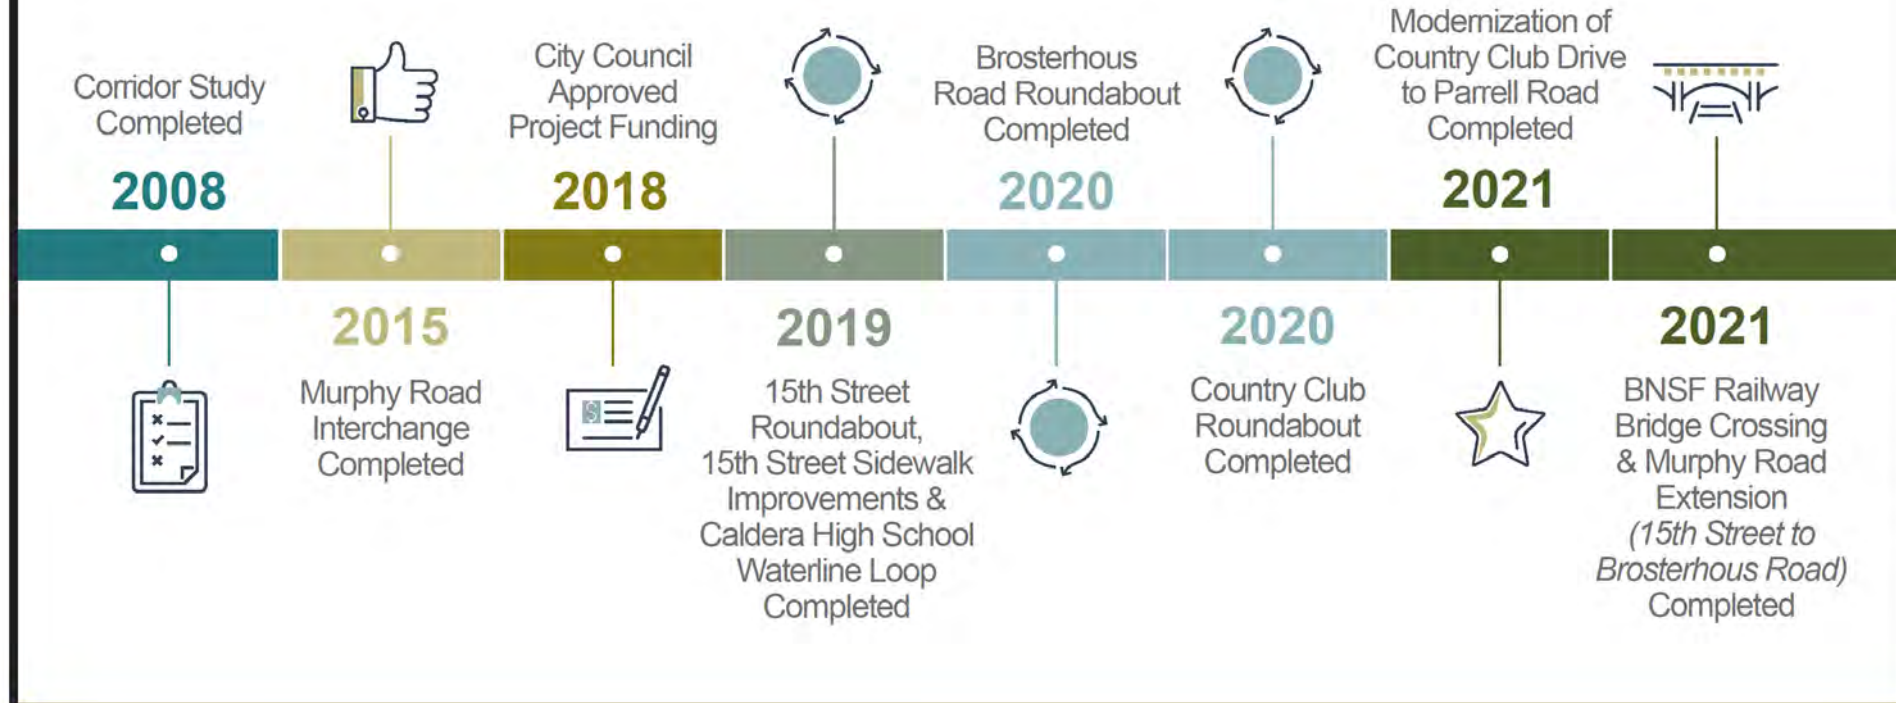 Corridor Study
Completed
2008
2015
Murphy Road
Interchange
Completed
City Council
Approved
Project Funding
2018
$
2019
15th Street
Roundabout,
15th Street Sidewalk
Improvements &
Caldera High School
Waterline Loop
Completed
Brosterhous
Road Roundabout
Completed
2020
2020
Country Club
Roundabout
Completed
Modernization of
Country Club Drive
to Parrell Road
Completed
2021
2021
BNSF Railway
Bridge Crossing
& Murphy Road
Extension
(15th Street to
Brosterhous Road)
Completed